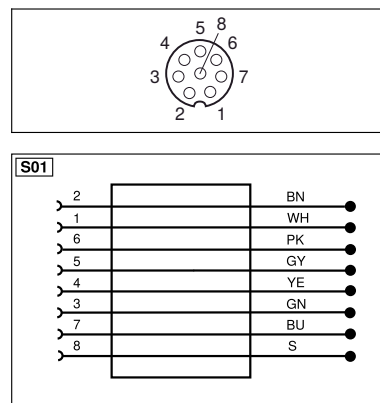 5 8
4 6
3 7
2 1
S01
2 BN
1 WH
6 PK
5 GY
4 YE
3 GN
7 BU
8 S